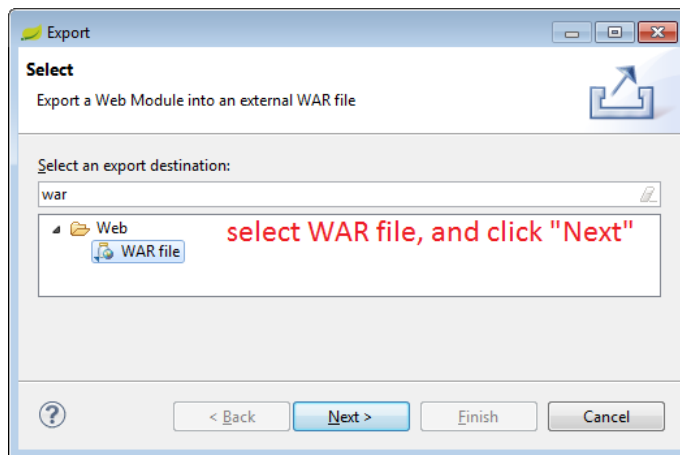 Export
Select
Export a Web Module into an external WAR file
Select an export destination:
war
Web
WAR file
select WAR file, and click "Next"
?
< Back
Next >
Finish
Cancel